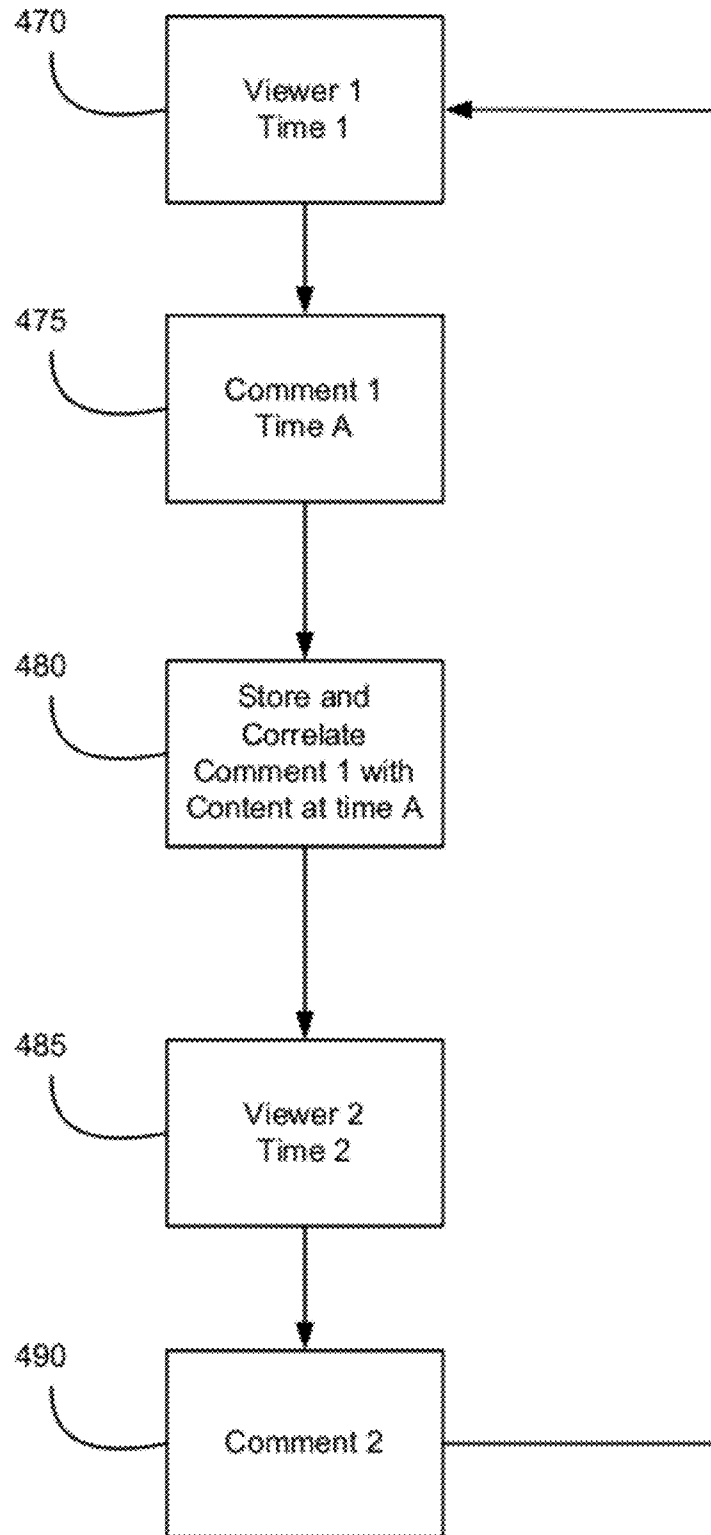 470
Viewer 1
Time 1
475
Comment 1
Time A
480
Store and
Correlate
Comment 1 with
Content at time A
485
Viewer 2
Time 2
490
Comment 2